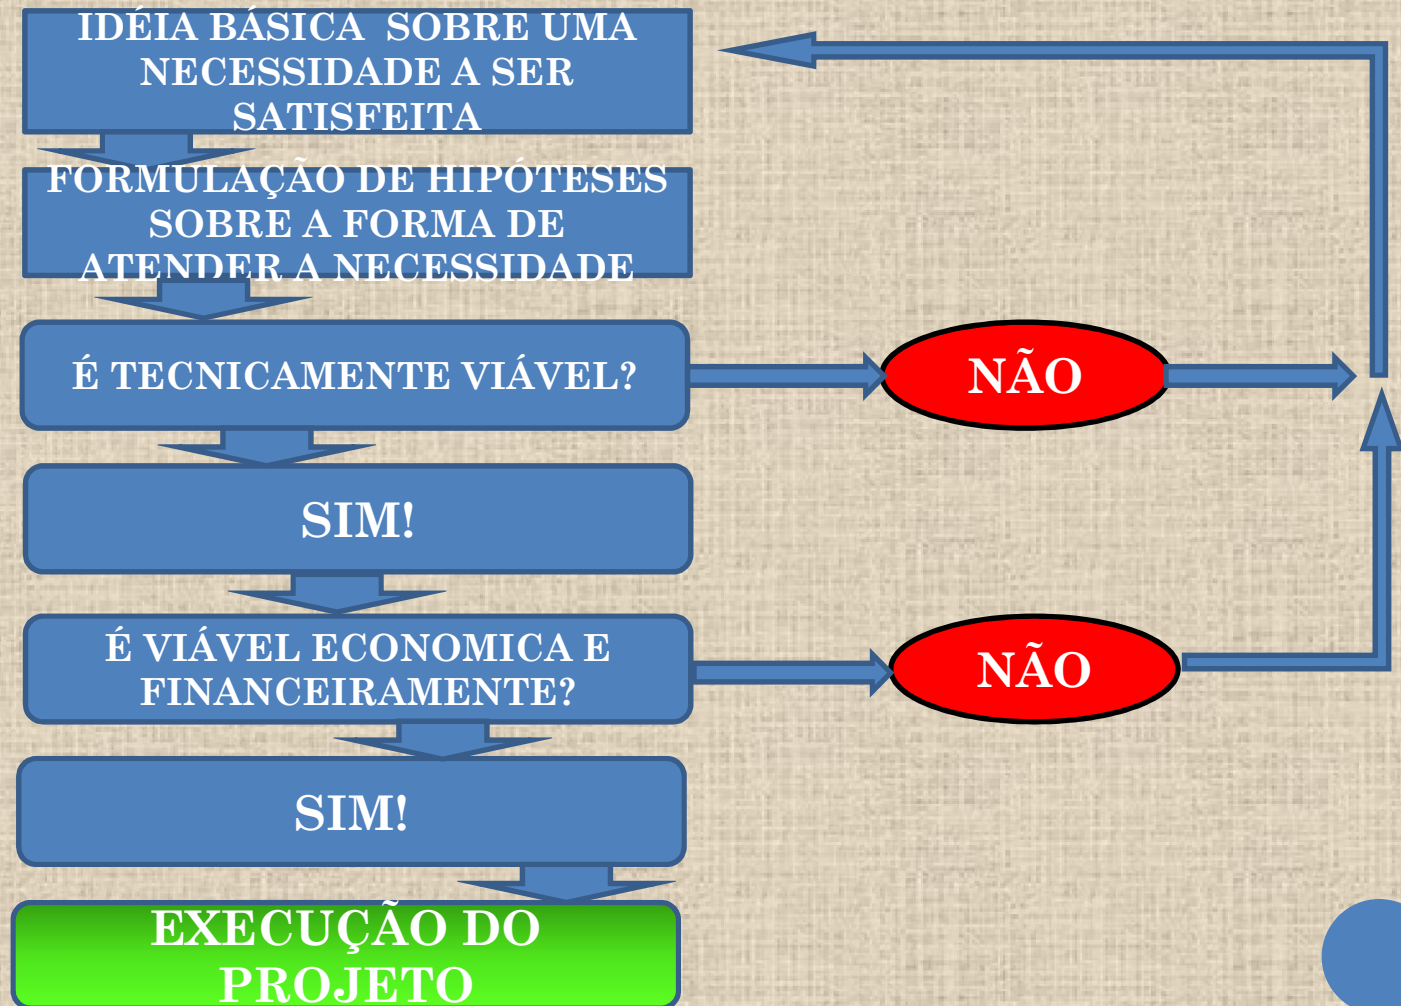 IDÉIA BÁSICA SOBRE UMA
NECESSIDADE A SER
SATISFEITA
FORMULAÇÃO DE HIPÓTESES
SOBRE A FORMA DE
ATENDER A NECESSIDADE
É TECNICAMENTE VIÁVEL?
NÃO
SIM!
É VIÁVEL ECONOMICA E
FINANCEIRAMENTE?
NÃO
SIM!
EXECUÇÃO DO
PROJETO